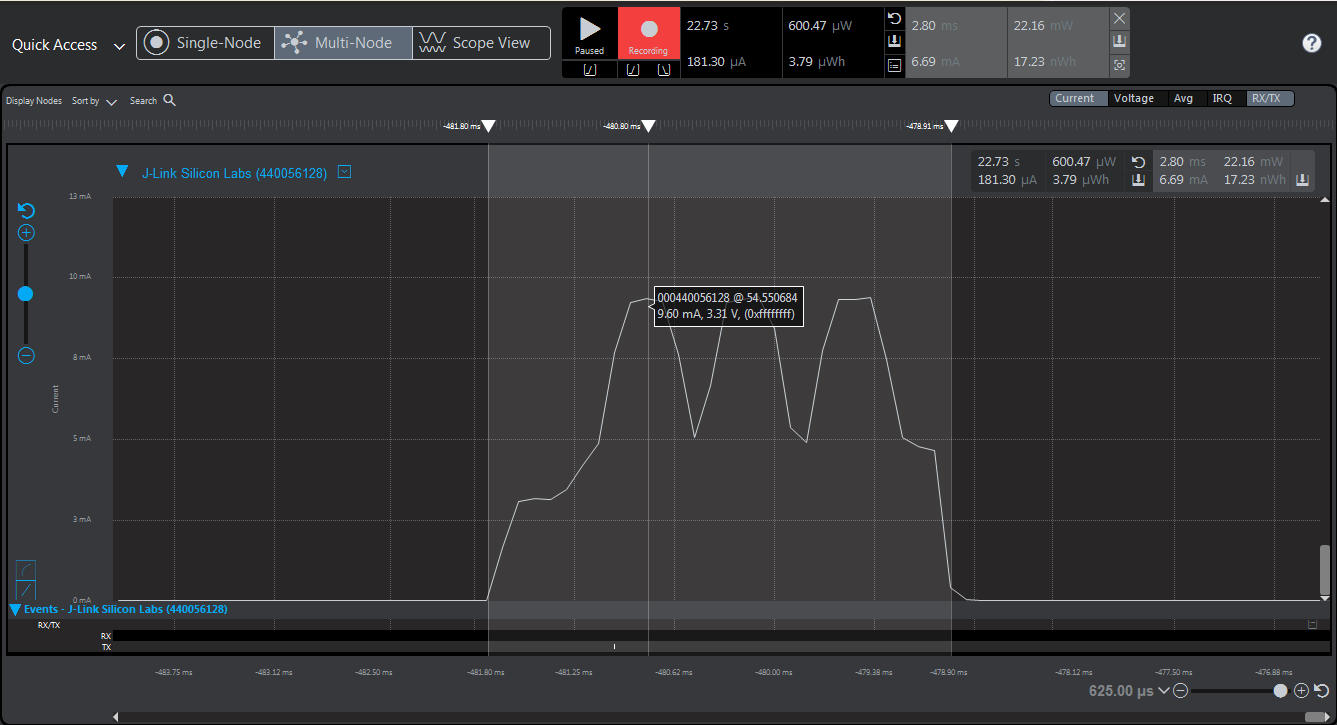 Quick Access
Single-Node
Multi-Node
Scope View
Paused
Recording
22.73 s
600.47 µW
181.30 µA
3.79 µWh
2.80 ms
22.16 mW
6.69 mA
17.23 nWh
Display Nodes Sort by Search
Current Voltage Avg IRQ RX/TX
-481.80 ms -480.80 ms -478.91 ms
J-Link Silicon Labs (440056128)
22.73 s 600.47 µW 2.80 ms 22.16 mW
181.30 µA 3.79 µWh 6.69 mA 17.23 nWh
13 mA
10 mA
000440056128 @ 54.550684
9.60 mA, 3.31 V, (0xffffffff)
8 mA
Current
5 mA
3 mA
0 mA
Events - J-Link Silicon Labs (440056128)
RX/TX
RX
TX
-483.75 ms -483.12 ms -482.50 ms -481.80 ms -481.25 ms -480.62 ms -480.00 ms -479.38 ms -478.90 ms -478.12 ms -477.50 ms -476.88 ms
625.00 µs